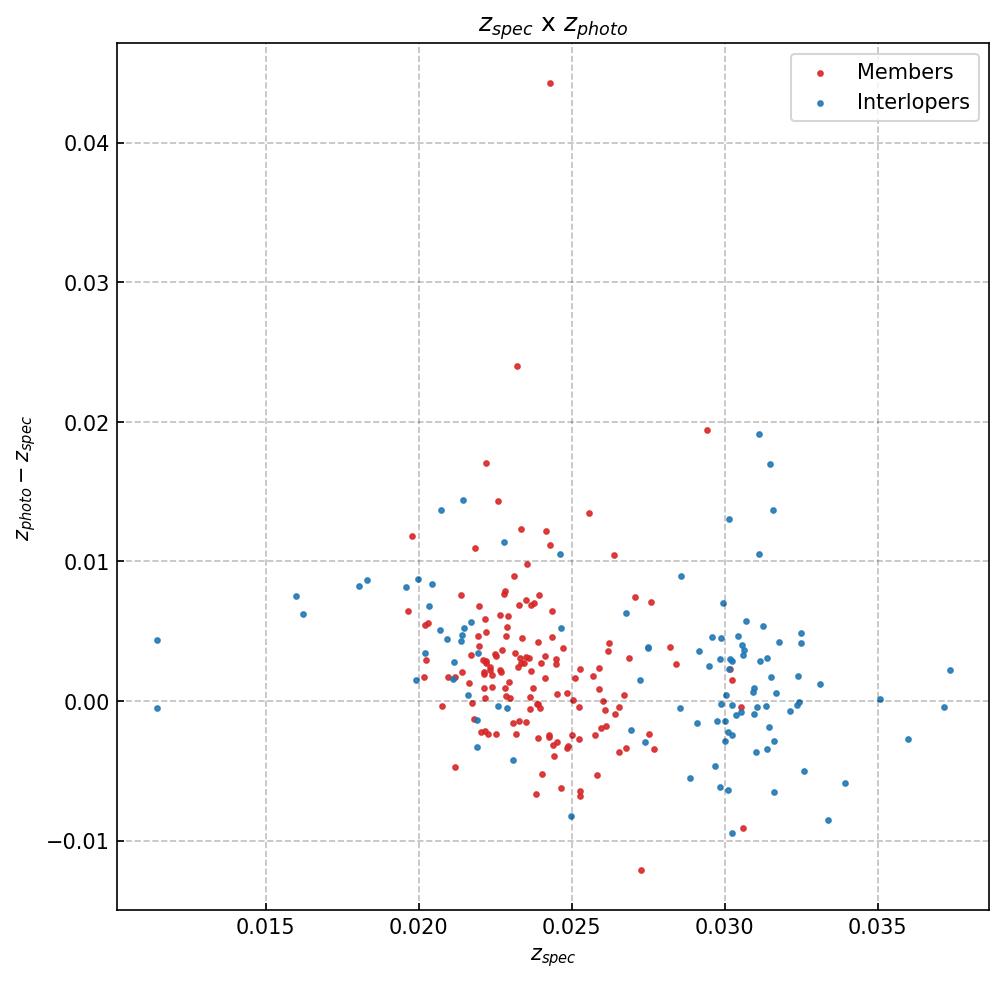 z_spec x z_photo
Members
Interlopers
z_photo − z_spec
0.04
0.03
0.02
0.01
0.00
−0.01
0.015 0.020 0.025 0.030 0.035
z_spec